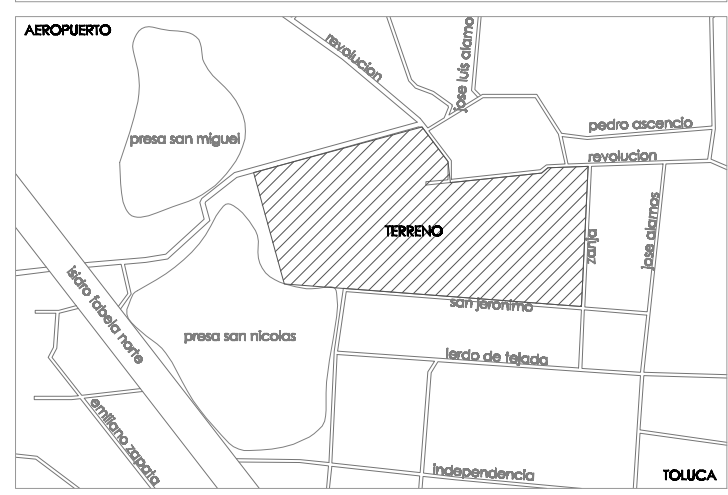 AEROPUERTO
revolucion
jose luis alamo
presa san miguel
pedro ascencio
revolucion
TERRENO
zanja
jose alamos
isidro fabela norte
san jeronimo
presa san nicolas
lerdo de tejada
emiliano zapata
independencia
TOLUCA